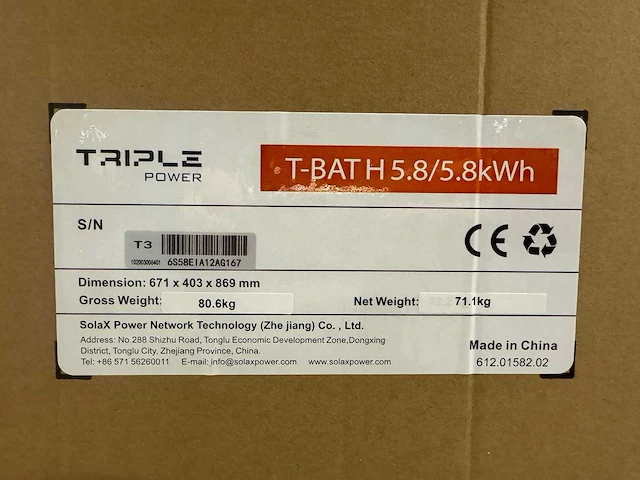 TRIPLE
POWER
T-BAT H 5.8/5.8kWh
S/N
T3
102003006401 6S58EIA12AG167
CE
Dimension: 671 x 403 x 869 mm
Gross Weight: 80.6kg
Net Weight: 71.1kg
SolaX Power Network Technology (Zhe jiang) Co. , Ltd.
Address: No.288 Shizhu Road, Tonglu Economic Development Zone,Dongxing
District, Tonglu City, Zhejiang Province, China.
Tel: +86 571 56260011 E-mail: info@solaxpower.com www.solaxpower.com
Made in China
612.01582.02